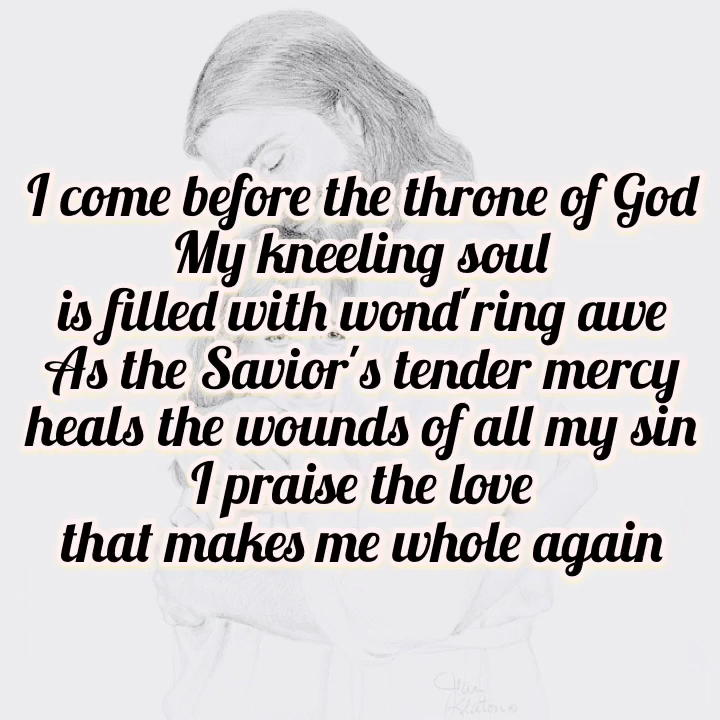 I come before the throne of God
My kneeling soul
is filled with wond'ring awe
As the Savior's tender mercy
heals the wounds of all my sin
I praise the love
that makes me whole again